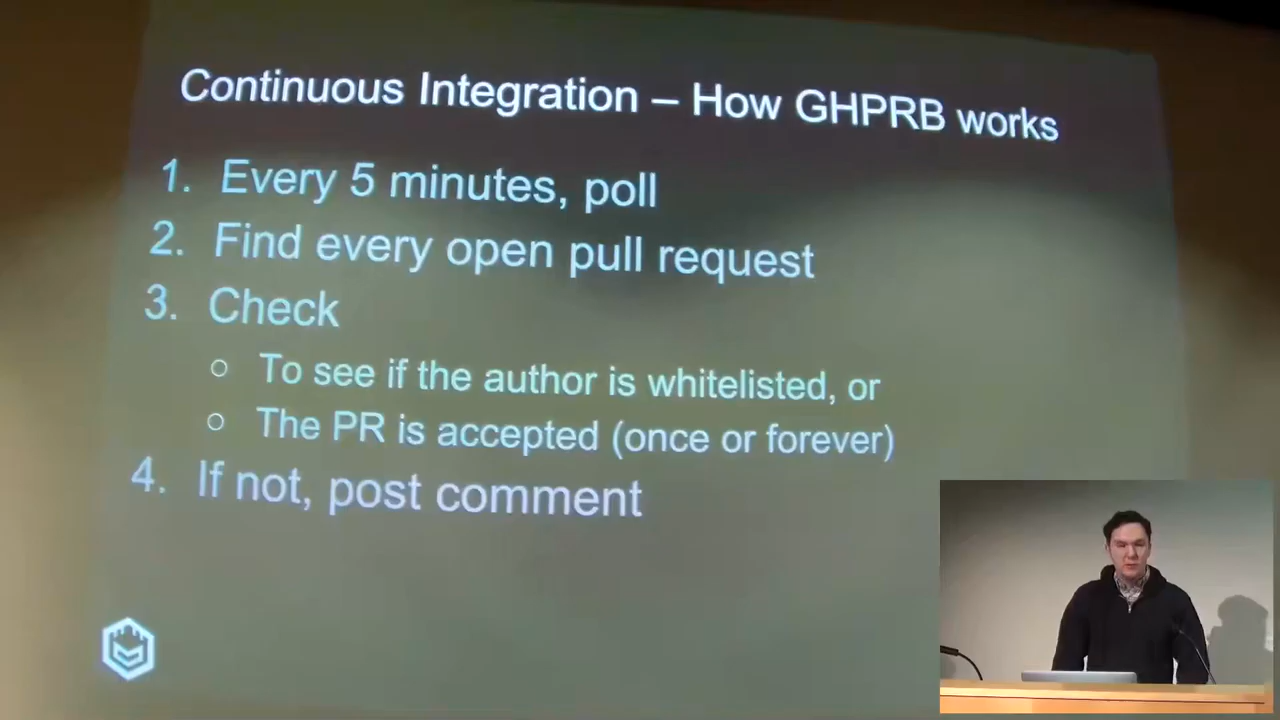 Continuous Integration – How GHPRB works
1. Every 5 minutes, poll
2. Find every open pull request
3. Check
○ To see if the author is whitelisted, or
○ The PR is accepted (once or forever)
4. If not, post comment